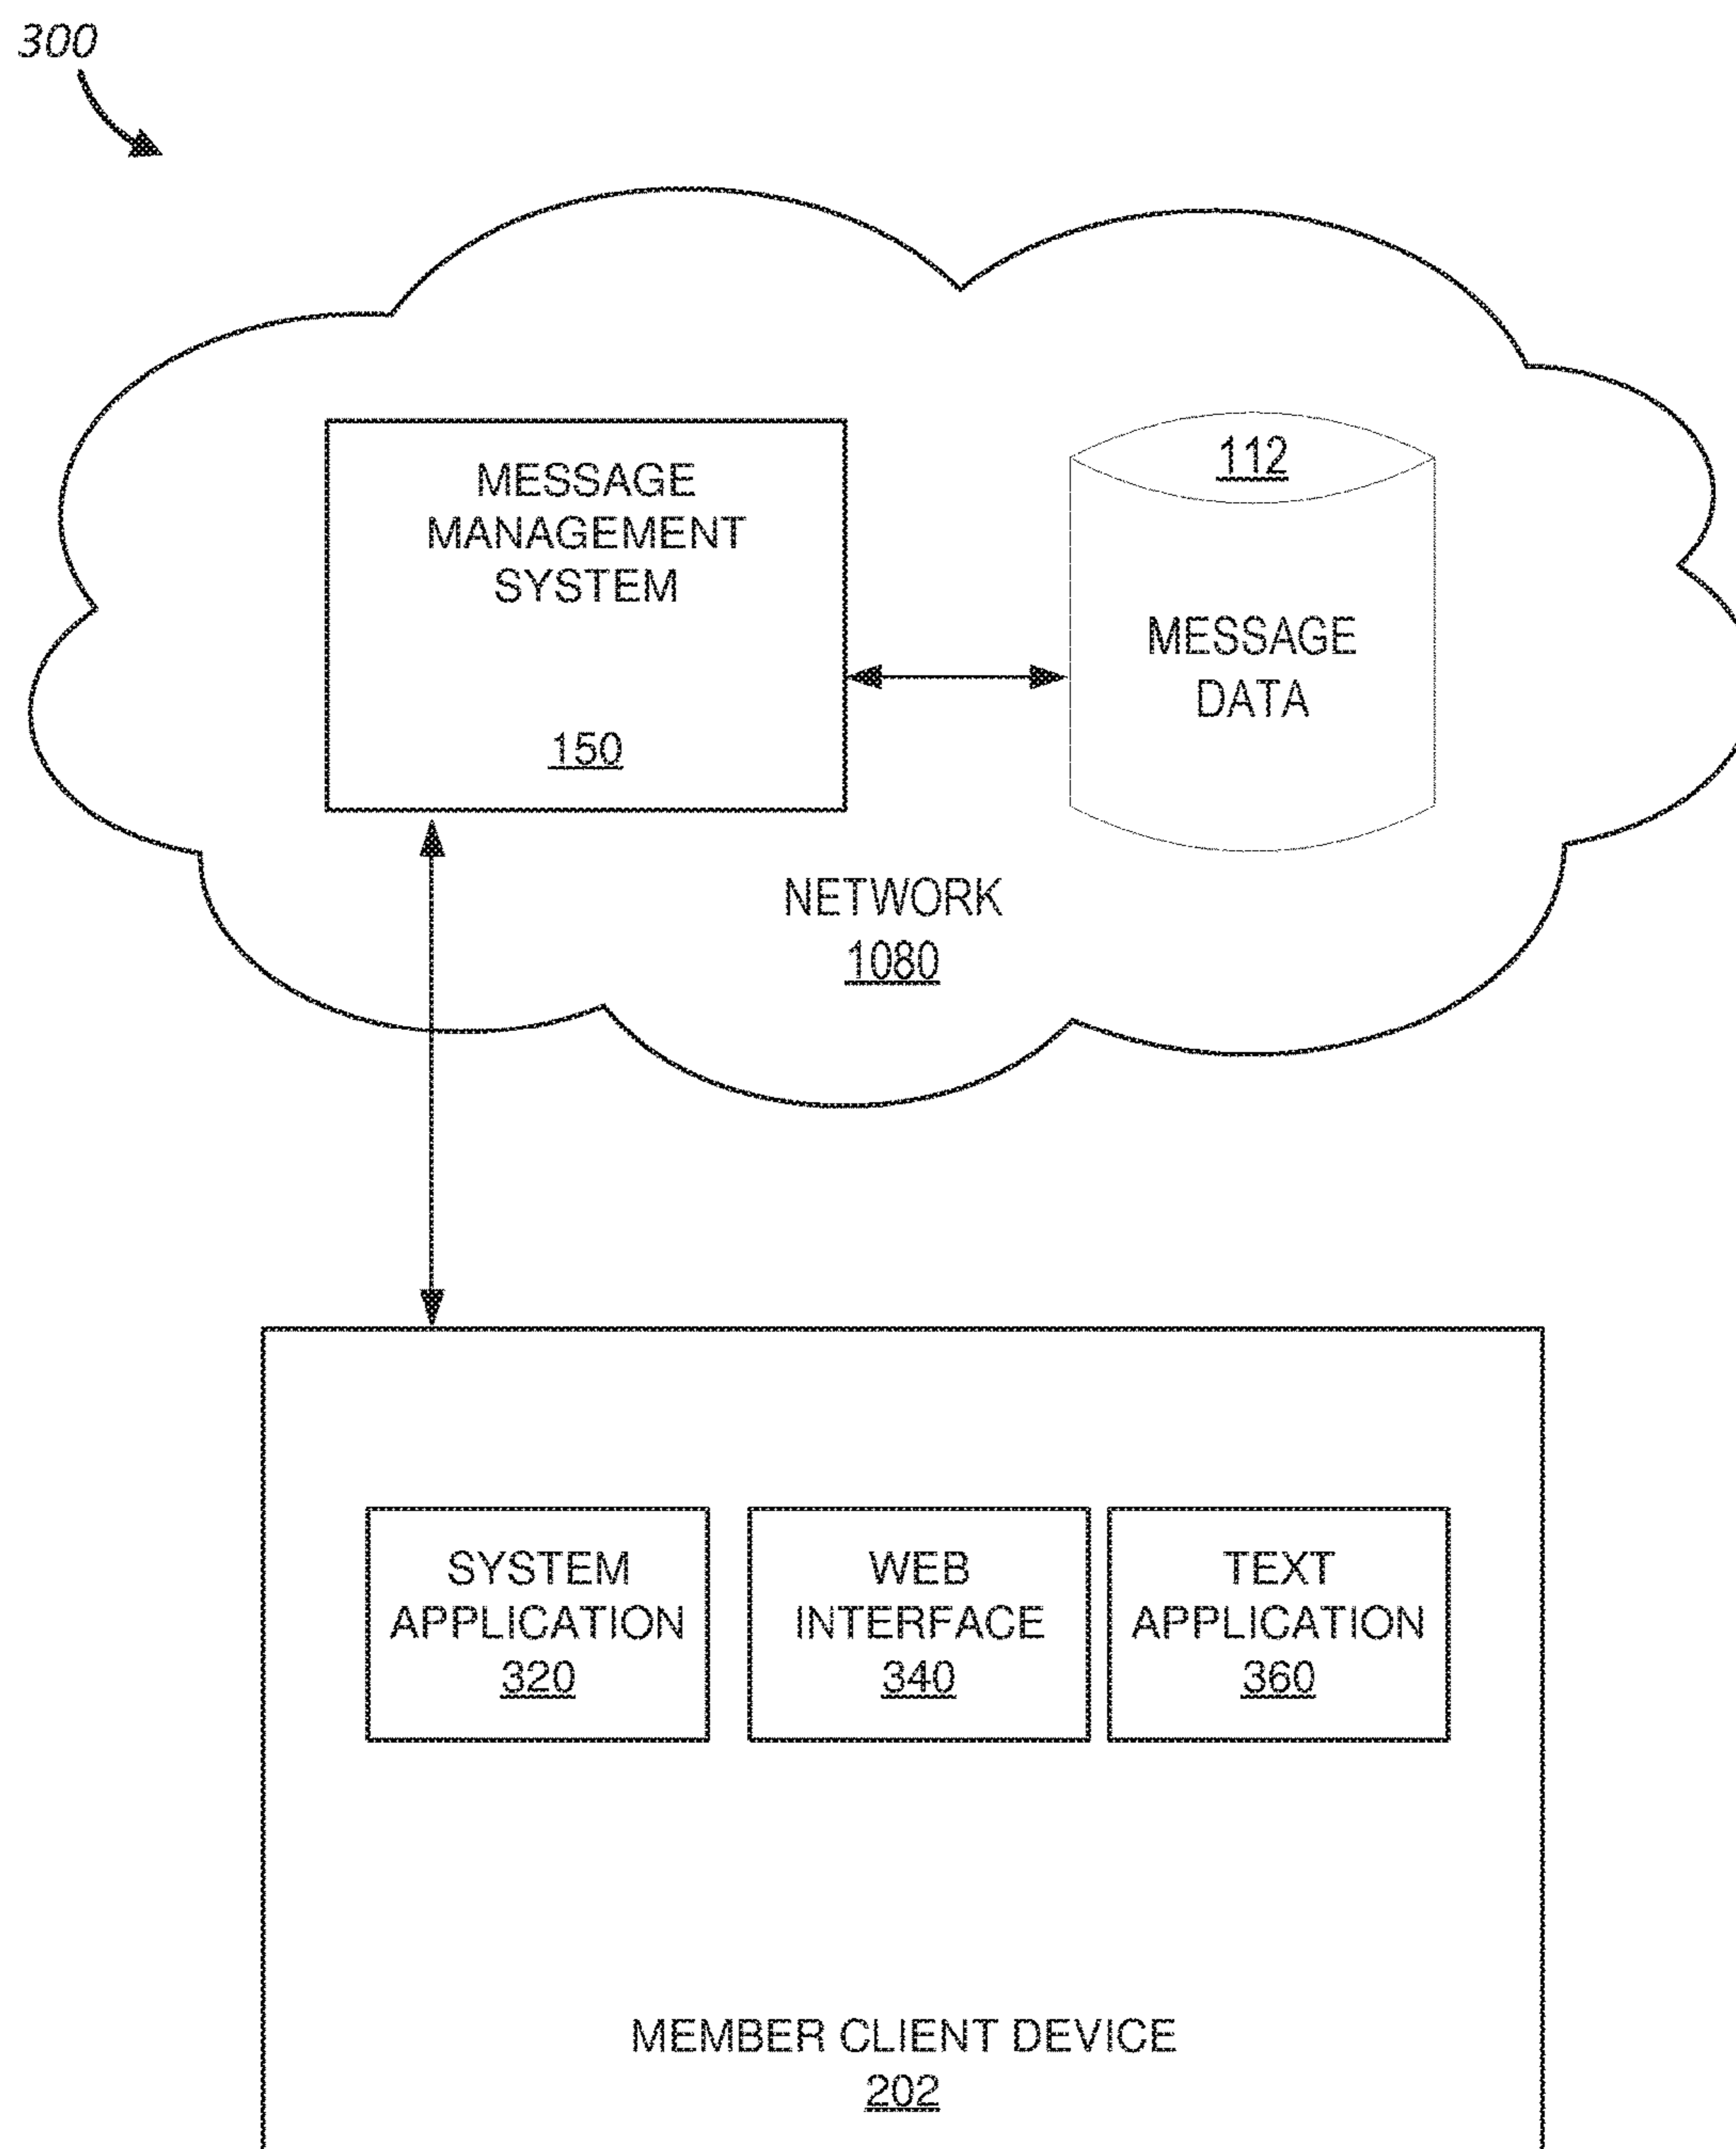 300
MESSAGE
MANAGEMENT
SYSTEM
150
112
MESSAGE
DATA
NETWORK
1080
SYSTEM
APPLICATION
320
WEB
INTERFACE
340
TEXT
APPLICATION
360
MEMBER CLIENT DEVICE
202